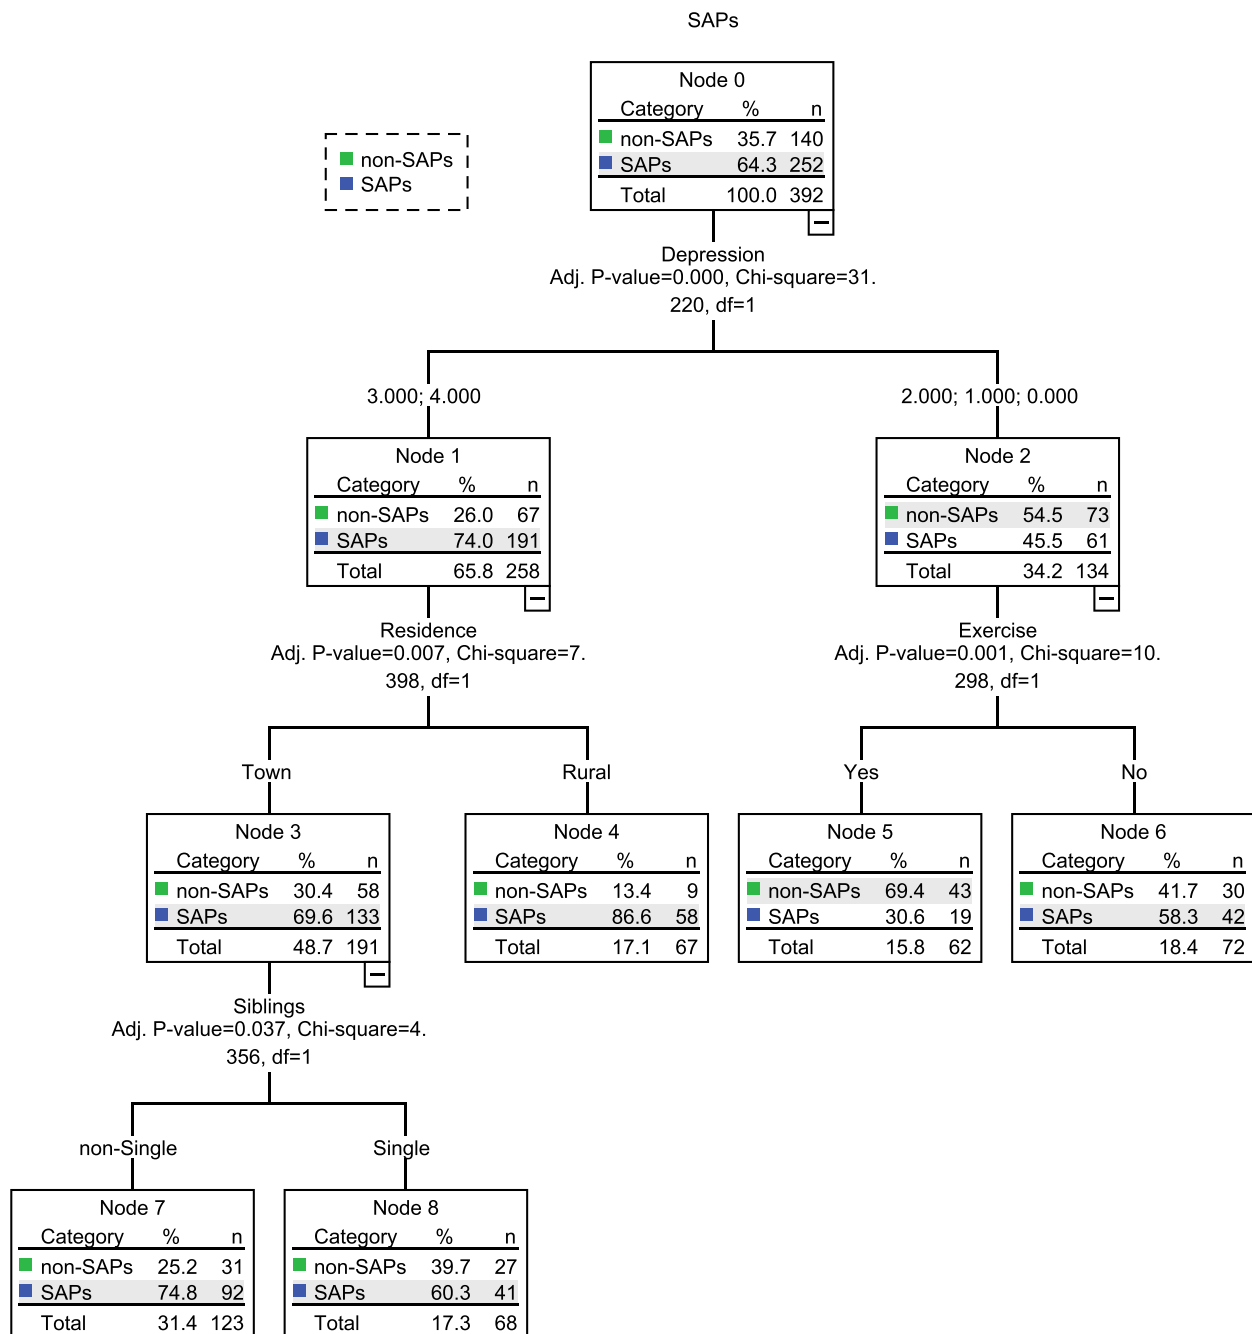 SAPs
Node 0
Category % n
non-SAPs 35.7 140
SAPs 64.3 252
Total 100.0 392
non-SAPs
SAPs
Depression
Adj. P-value=0.000, Chi-square=31.
220, df=1
3.000; 4.000
2.000; 1.000; 0.000
Node 1
Category % n
non-SAPs 26.0 67
SAPs 74.0 191
Total 65.8 258
Node 2
Category % n
non-SAPs 54.5 73
SAPs 45.5 61
Total 34.2 134
Residence
Adj. P-value=0.007, Chi-square=7.
398, df=1
Exercise
Adj. P-value=0.001, Chi-square=10.
298, df=1
Town
Rural
Yes
No
Node 3
Category % n
non-SAPs 30.4 58
SAPs 69.6 133
Total 48.7 191
Node 4
Category % n
non-SAPs 13.4 9
SAPs 86.6 58
Total 17.1 67
Node 5
Category % n
non-SAPs 69.4 43
SAPs 30.6 19
Total 15.8 62
Node 6
Category % n
non-SAPs 41.7 30
SAPs 58.3 42
Total 18.4 72
Siblings
Adj. P-value=0.037, Chi-square=4.
356, df=1
non-Single
Single
Node 7
Category % n
non-SAPs 25.2 31
SAPs 74.8 92
Total 31.4 123
Node 8
Category % n
non-SAPs 39.7 27
SAPs 60.3 41
Total 17.3 68